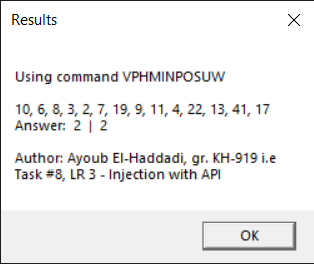 Results
Using command VPHMINPOSUW
10, 6, 8, 3, 2, 7, 19, 9, 11, 4, 22, 13, 41, 17
Answer:  2  |  2
Author: Ayoub El-Haddadi, gr. KH-919 i.e
Task #8, LR 3 - Injection with API
OK